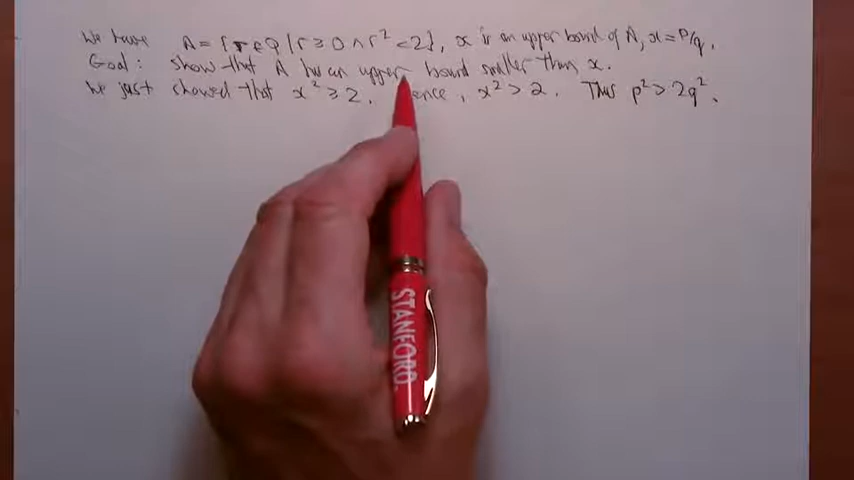 We have A = {r ∈ Q | r ≥ 0 ∧ r² < 2}, x is an upper bound of A, x = p/q.
Goal: show that A has an upper bound smaller than x.
We just showed that x² ≥ 2. ence, x² > 2. Thus p² > 2q².
STANFORD